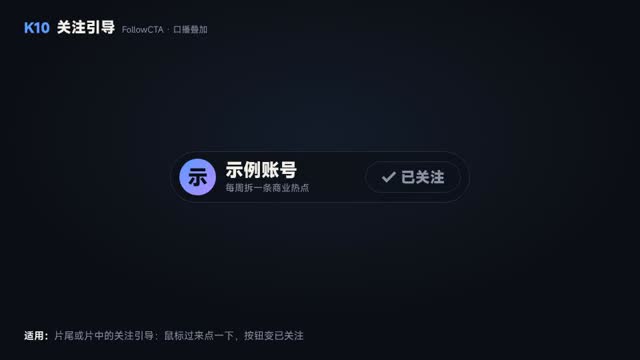 K10 关注引导 FollowCTA · 口播叠加
示 示例账号
每周拆一条商业热点
已关注
适用：片尾或片中的关注引导：鼠标过来点一下，按钮变已关注